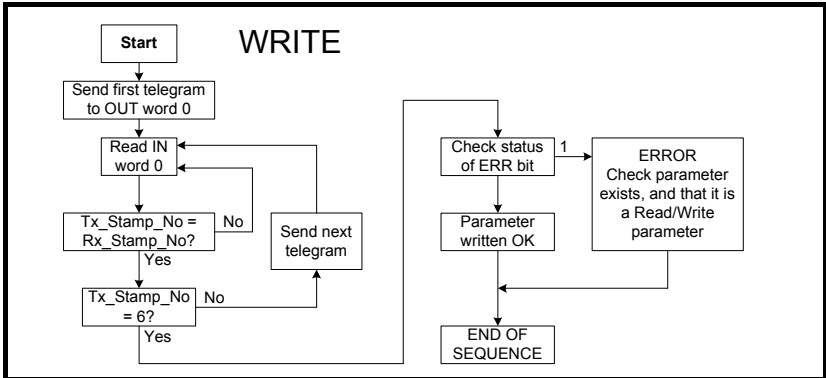 WRITE
Start
Send first telegram
to OUT word 0
Read IN
word 0
Tx_Stamp_No =
Rx_Stamp_No?
No
Yes
Send next
telegram
Tx_Stamp_No
= 6?
No
Yes
Check status
of ERR bit
1
ERROR
Check parameter
exists, and that it is
a Read/Write
parameter
Parameter
written OK
END OF
SEQUENCE